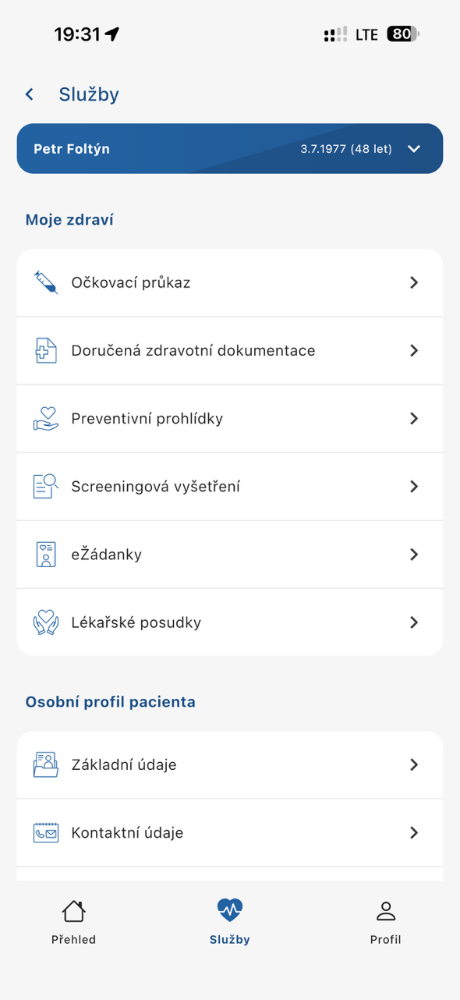 19:31
LTE 80
Služby
Petr Foltýn 3.7.1977 (48 let)
Moje zdraví
Očkovací průkaz
Doručená zdravotní dokumentace
Preventivní prohlídky
Screeningová vyšetření
eŽádanky
Lékařské posudky
Osobní profil pacienta
Základní údaje
Kontaktní údaje
Přehled Služby Profil